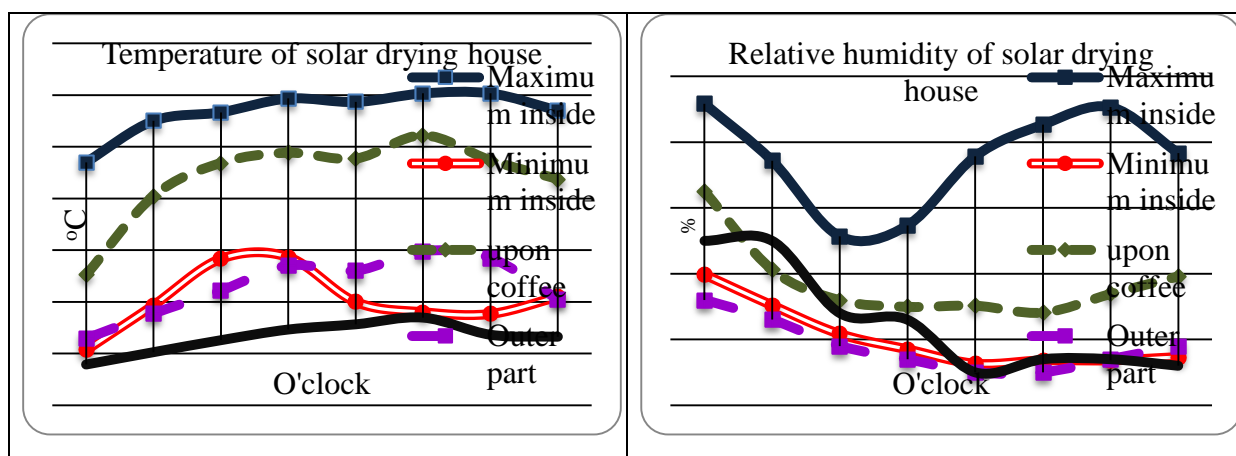 Temperature of solar drying house
Maximu
m inside
Minimu
m inside
upon
coffee
Outer
part
ºC
O'clock
Relative humidity of solar drying
house
Maximu
m inside
Minimu
m inside
upon
coffee
Outer
part
%
O'clock